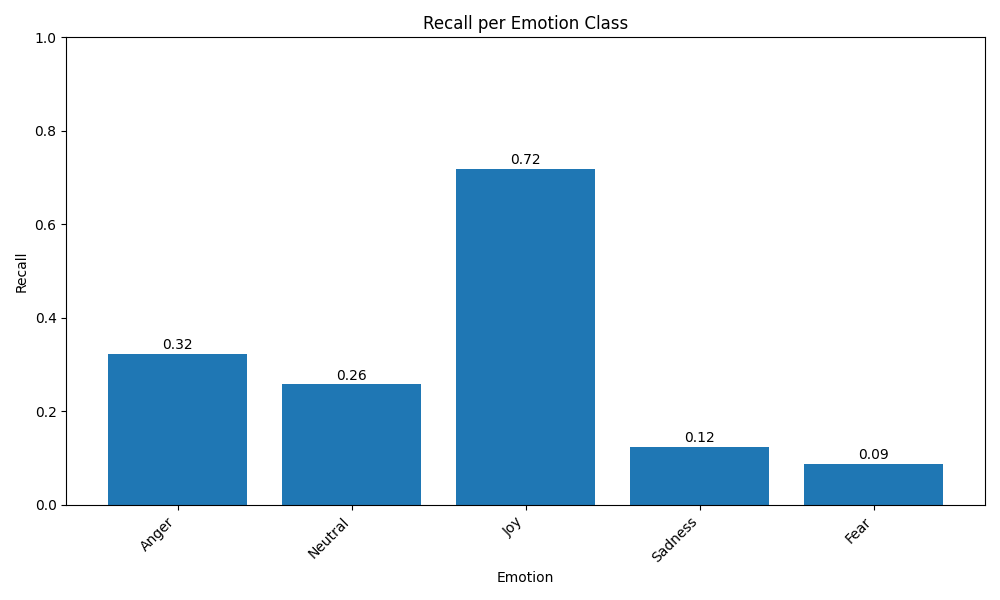 Recall per Emotion Class
1.0
0.8
0.6
0.4
0.2
0.0
Recall
0.32
0.26
0.72
0.12
0.09
Anger
Neutral
Joy
Sadness
Fear
Emotion